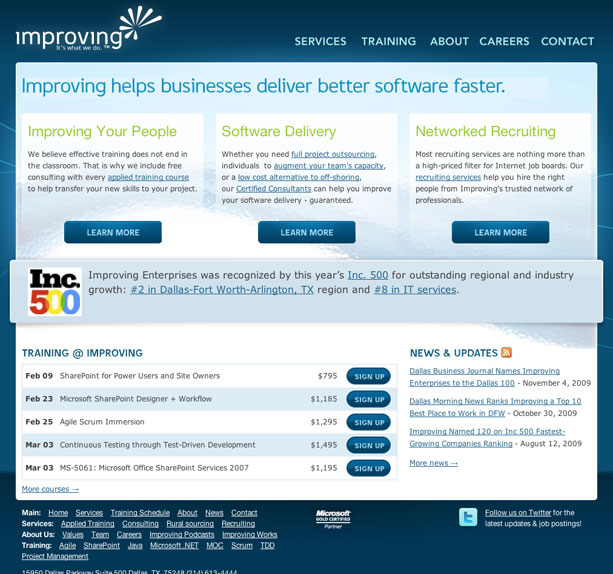 improving
It's what we do. ™
SERVICES TRAINING ABOUT CAREERS CONTACT
Improving helps businesses deliver better software faster.
Improving Your People
We believe effective training does not end in
the classroom. That is why we include free
consulting with every applied training course
to help transfer your new skills to your project.
LEARN MORE
Software Delivery
Whether you need full project outsourcing,
individuals to augment your team's capacity,
or a low cost alternative to off-shoring,
our Certified Consultants can help you improve
your software delivery - guaranteed.
LEARN MORE
Networked Recruiting
Most recruiting services are nothing more than
a high-priced filter for Internet job boards. Our
recruiting services help you hire the right
people from Improving's trusted network of
professionals.
LEARN MORE
Inc.
500
Improving Enterprises was recognized by this year's Inc. 500 for outstanding regional and industry
growth: #2 in Dallas-Fort Worth-Arlington, TX region and #8 in IT services.
TRAINING @ IMPROVING
Feb 09 SharePoint for Power Users and Site Owners $795 SIGN UP
Feb 23 Microsoft SharePoint Designer + Workflow $1,185 SIGN UP
Feb 25 Agile Scrum Immersion $1,295 SIGN UP
Mar 03 Continuous Testing through Test-Driven Development $1,495 SIGN UP
Mar 03 MS-5061: Microsoft Office SharePoint Services 2007 $1,195 SIGN UP
More courses →
NEWS & UPDATES
Dallas Business Journal Names Improving
Enterprises to the Dallas 100 - November 4, 2009
Dallas Morning News Ranks Improving a Top 10
Best Place to Work in DFW - October 30, 2009
Improving Named 120 on Inc 500 Fastest-
Growing Companies Ranking - August 12, 2009
More news →
Main: Home Services Training Schedule About News Contact
Services: Applied Training Consulting Rural sourcing Recruiting
About Us: Values Team Careers Improving Podcasts Improving Works
Training: Agile SharePoint Java Microsoft .NET MOC Scrum TDD
Project Management
Microsoft
GOLD CERTIFIED
Partner
Follow us on Twitter for the
latest updates & job postings!
15950 Dallas Parkway Suite 500 Dallas, TX, 75248 (214) 613-4444